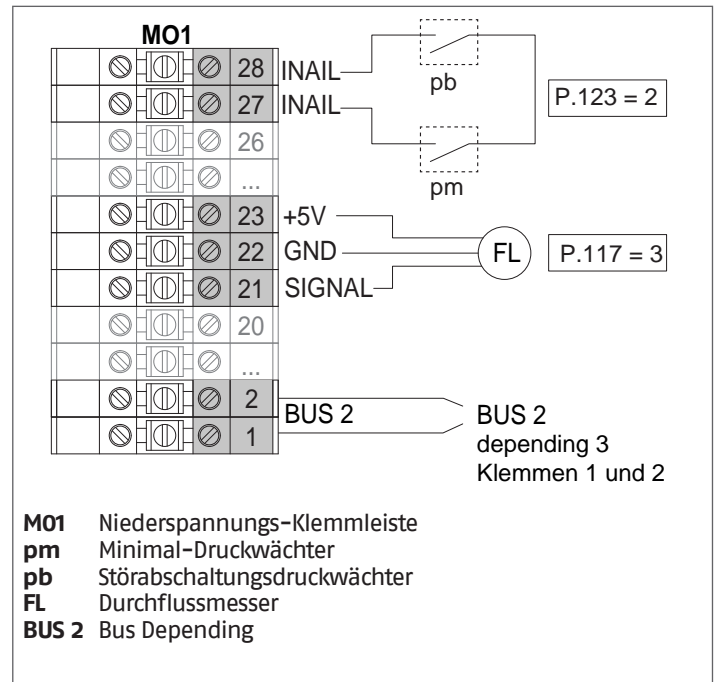 MO1
28 INAIL
27 INAIL
26
...
23 +5V
22 GND
21 SIGNAL
20
...
2
1
BUS 2
pb
pm
P.123 = 2
FL
P.117 = 3
BUS 2
depending 3
Klemmen 1 und 2
M01 Niederspannungs-Klemmleiste
pm Minimal-Druckwächter
pb Störabschaltungsdruckwächter
FL Durchflussmesser
BUS 2 Bus Depending